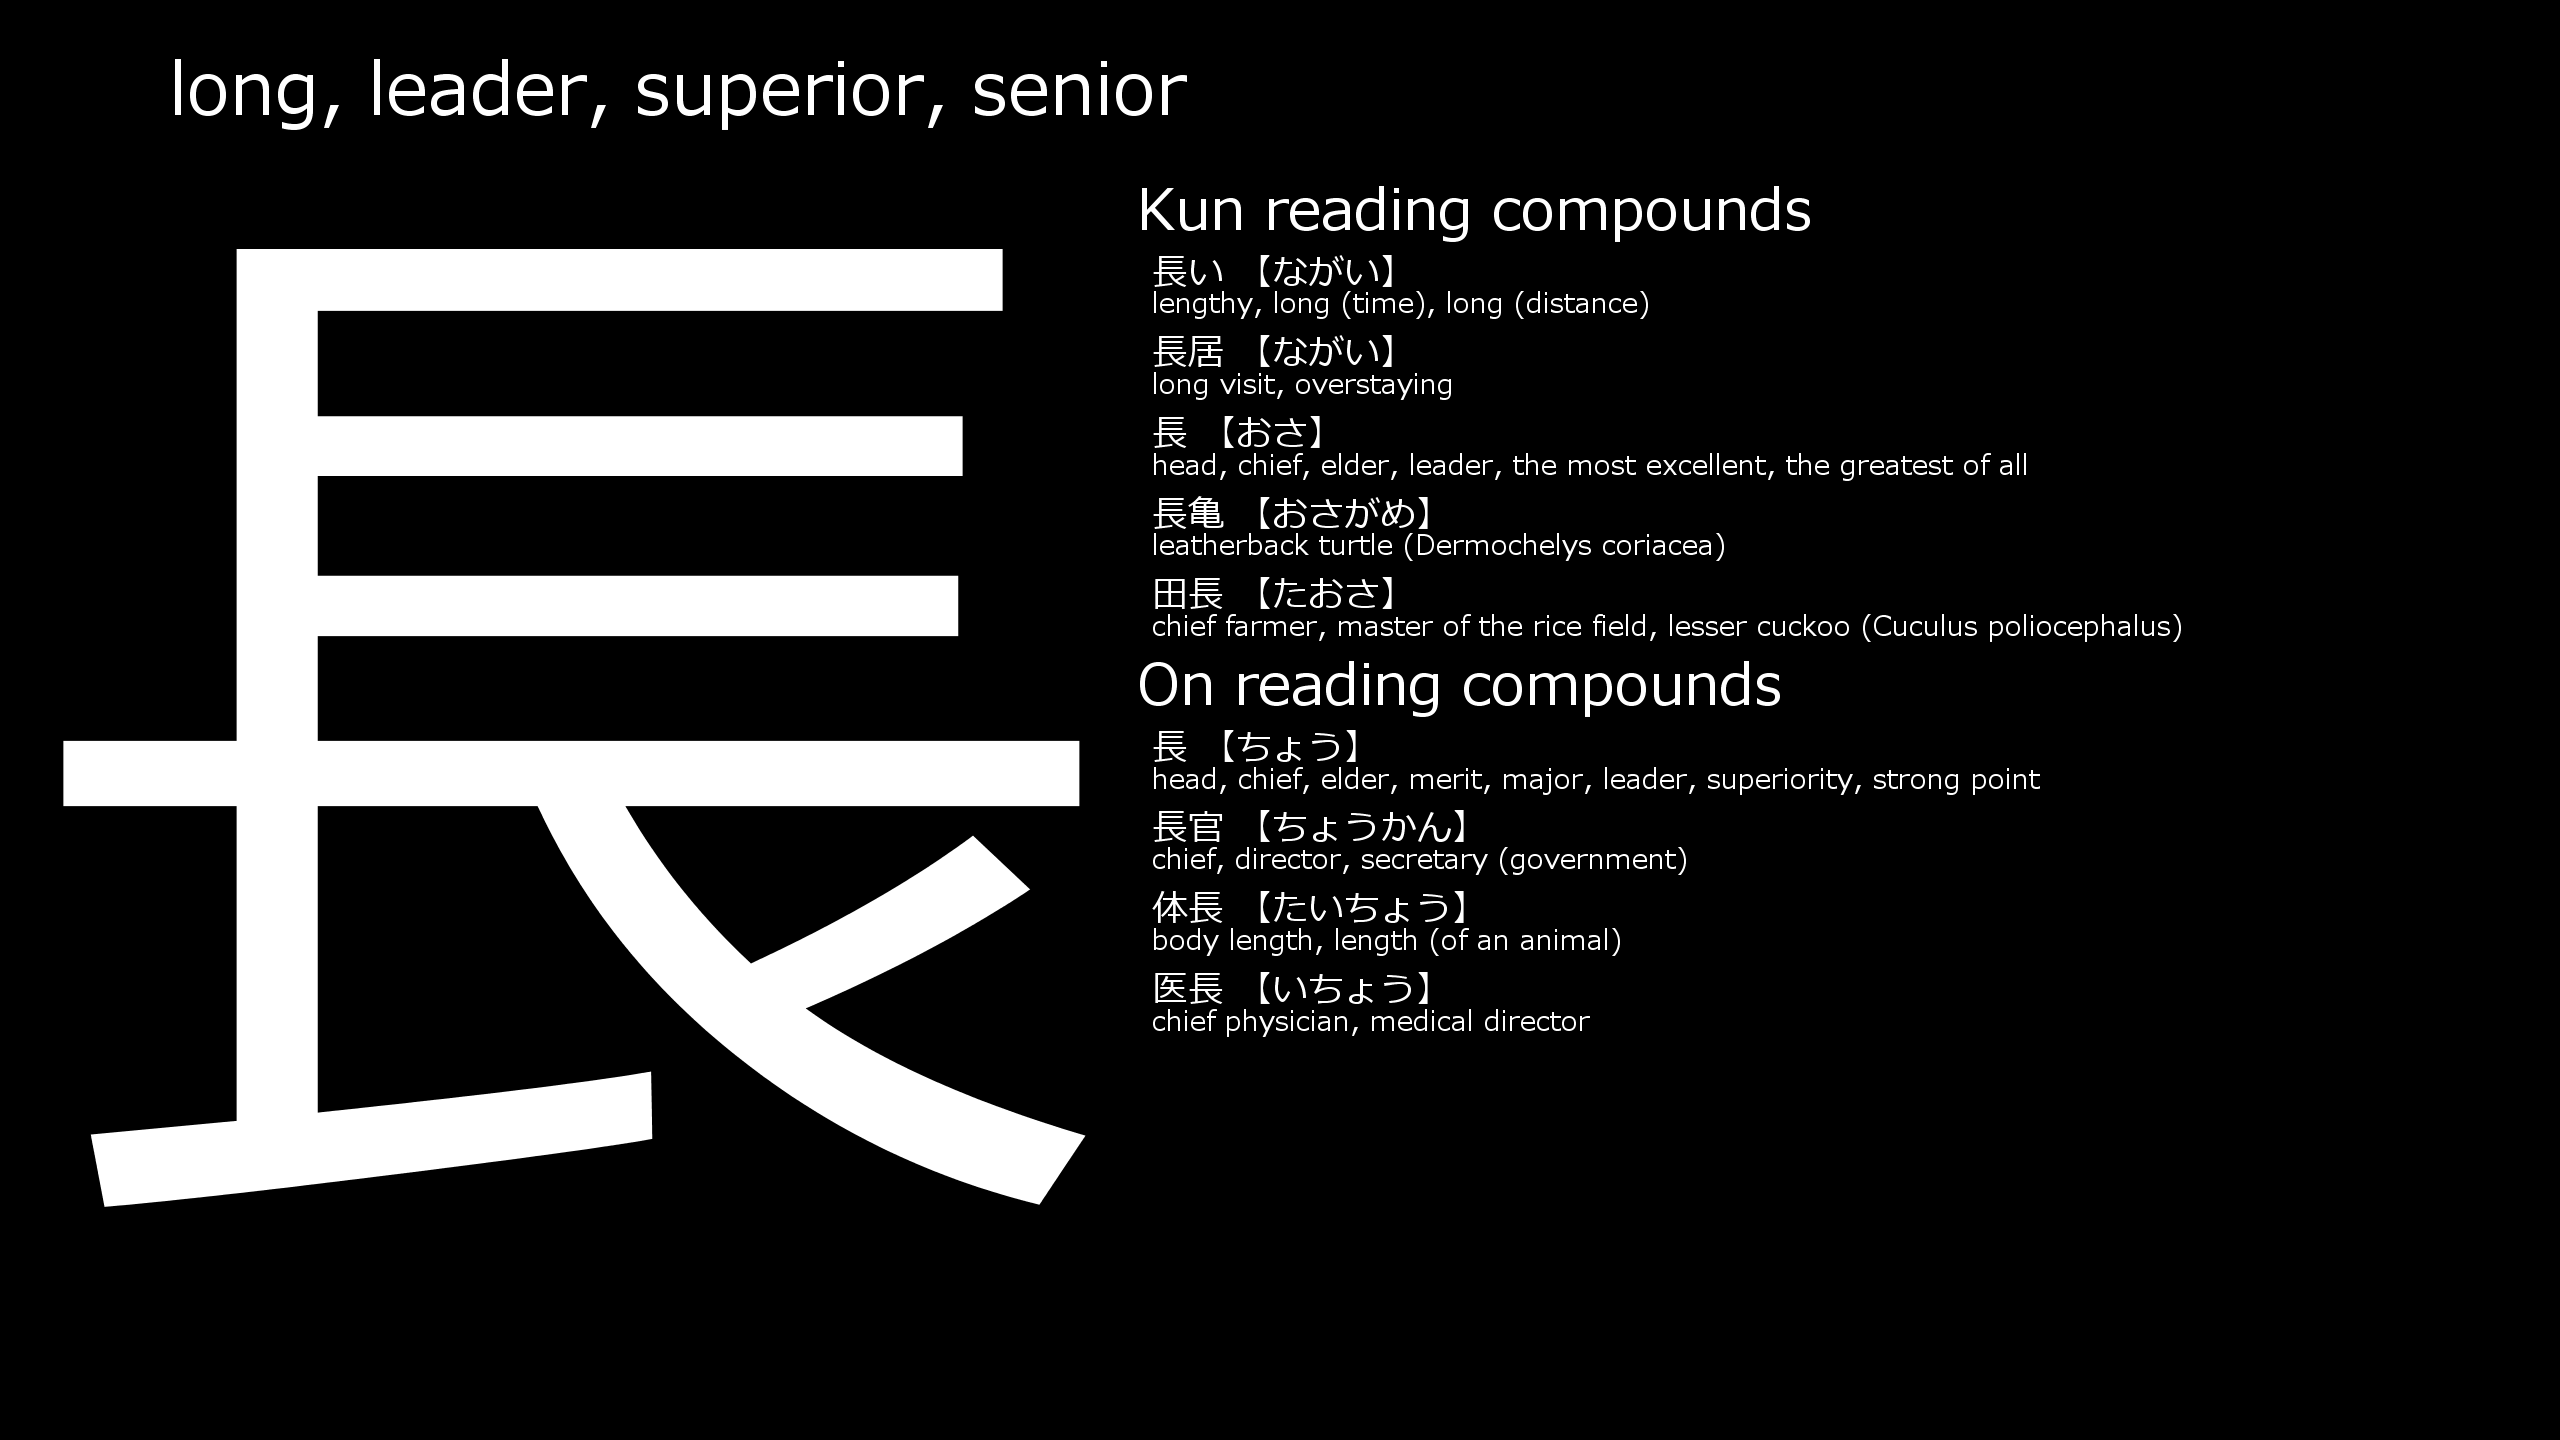 long, leader, superior, senior
長
Kun reading compounds
長い 【ながい】
lengthy, long (time), long (distance)
長居 【ながい】
long visit, overstaying
長 【おさ】
head, chief, elder, leader, the most excellent, the greatest of all
長亀 【おさがめ】
leatherback turtle (Dermochelys coriacea)
田長 【たおさ】
chief farmer, master of the rice field, lesser cuckoo (Cuculus poliocephalus)
On reading compounds
長 【ちょう】
head, chief, elder, merit, major, leader, superiority, strong point
長官 【ちょうかん】
chief, director, secretary (government)
体長 【たいちょう】
body length, length (of an animal)
医長 【いちょう】
chief physician, medical director